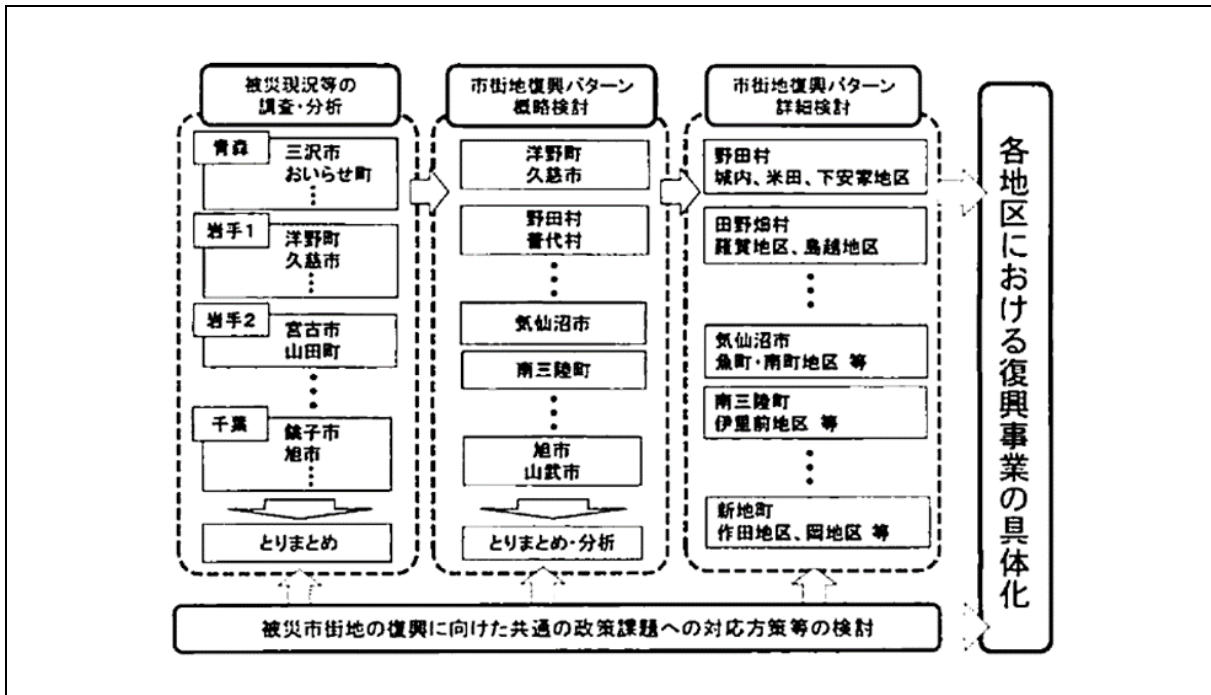 被災現況等の
調査・分析
青森
三沢市
おいらせ町
岩手1
洋野町
久慈市
岩手2
宮古市
山田町
千葉
銚子市
旭市
とりまとめ
市街地復興パターン
概略検討
洋野町
久慈市
野田村
普代村
気仙沼市
南三陸町
旭市
山武市
とりまとめ・分析
市街地復興パターン
詳細検討
野田村
城内、米田、下安家地区
田野畑村
羅賀地区、島越地区
気仙沼市
魚町・南町地区 等
南三陸町
伊里前地区 等
新地町
作田地区、岡地区 等
各地区における復興事業の具体化
被災市街地の復興に向けた共通の政策課題への対応方策等の検討